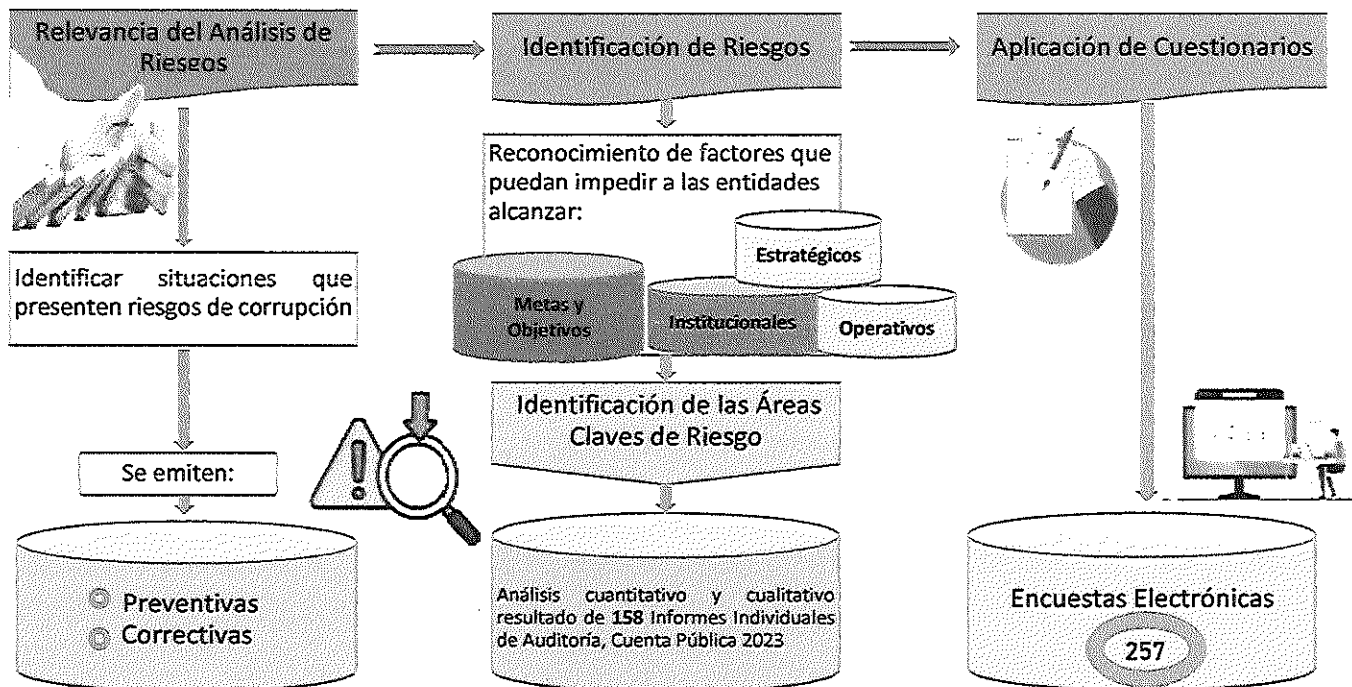 Relevancia del Análisis de
Riesgos
Identificación de Riesgos
Aplicación de Cuestionarios
Identificar situaciones que
presenten riesgos de corrupción
Se emiten:
Preventivas
Correctivas
Reconocimiento de factores que
puedan impedir a las entidades
alcanzar:
Estratégicos
Metas y
Objetivos
Institucionales
Operativos
Identificación de las Áreas
Claves de Riesgo
Análisis cuantitativo y cualitativo
resultado de 158 Informes Individuales
de Auditoría, Cuenta Pública 2023
Encuestas Electrónicas
257